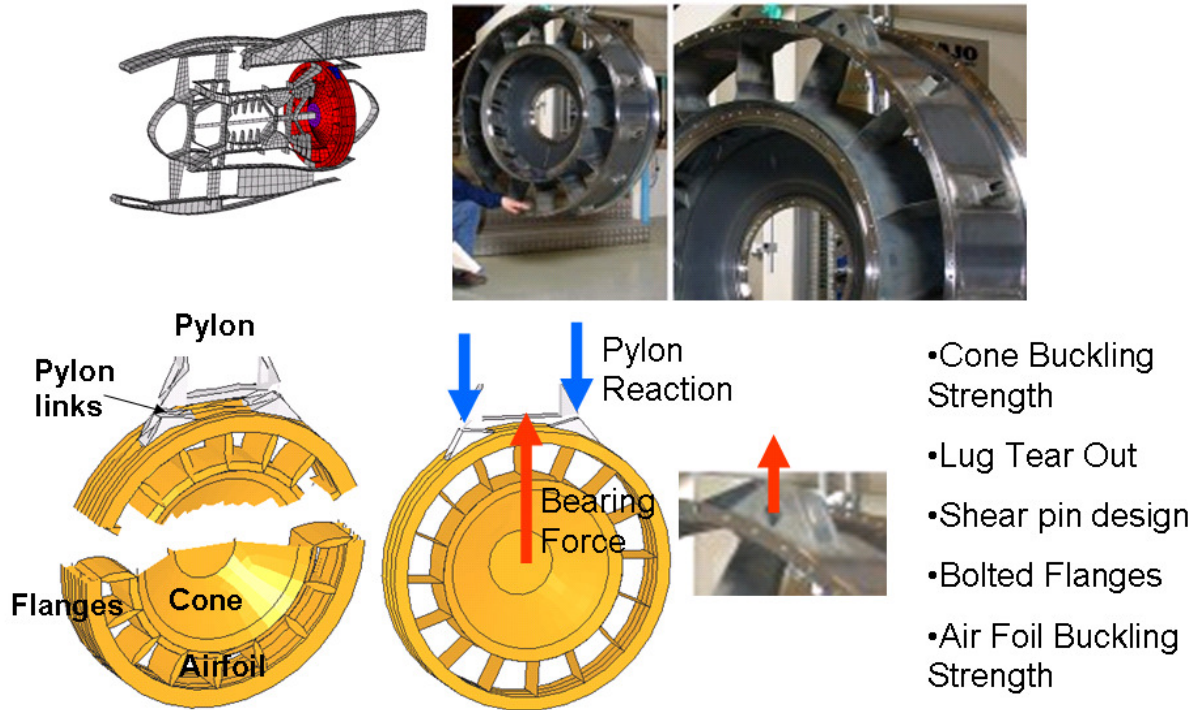 AJO
Pylon
Pylon
links
Flanges
Cone
Airfoil
Pylon
Reaction
Bearing
Force
•Cone Buckling
Strength
•Lug Tear Out
•Shear pin design
•Bolted Flanges
•Air Foil Buckling
Strength